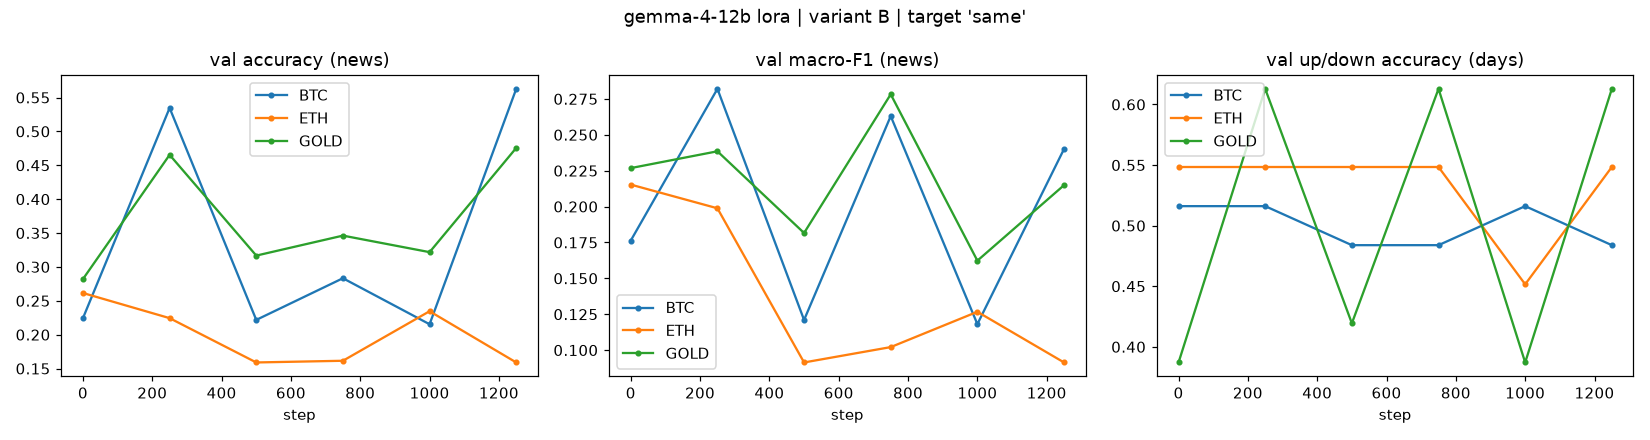 gemma-4-12b lora | variant B | target 'same'
val accuracy (news)
0.55
0.50
0.45
0.40
0.35
0.30
0.25
0.20
0.15
BTC
ETH
GOLD
0 200 400 600 800 1000 1200
step
val macro-F1 (news)
0.275
0.250
0.225
0.200
0.175
0.150
0.125
0.100
BTC
ETH
GOLD
0 200 400 600 800 1000 1200
step
val up/down accuracy (days)
0.60
0.55
0.50
0.45
0.40
BTC
ETH
GOLD
0 200 400 600 800 1000 1200
step